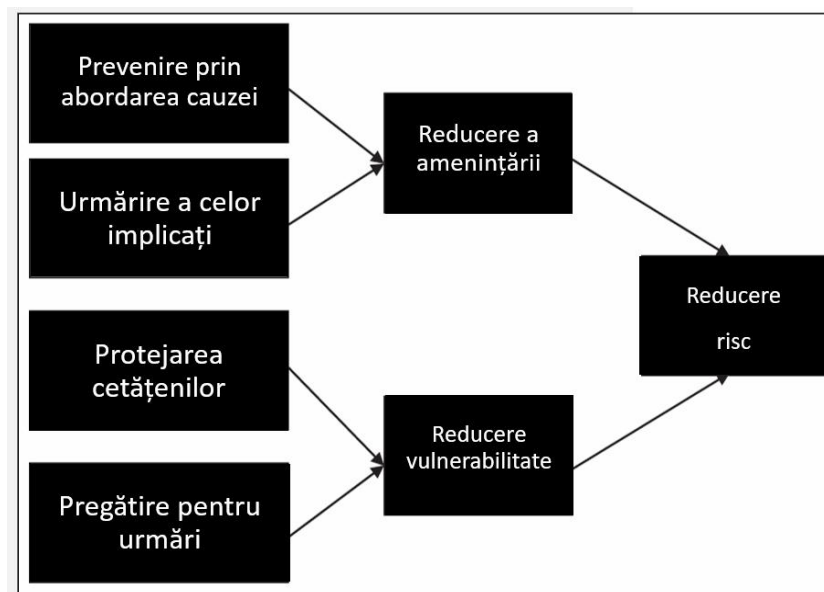 Prevenire prin
abordarea cauzei
Urmărire a celor
implicați
Protejarea
cetățenilor
Pregătire pentru
urmări
Reducere a
amenințării
Reducere
vulnerabilitate
Reducere
risc